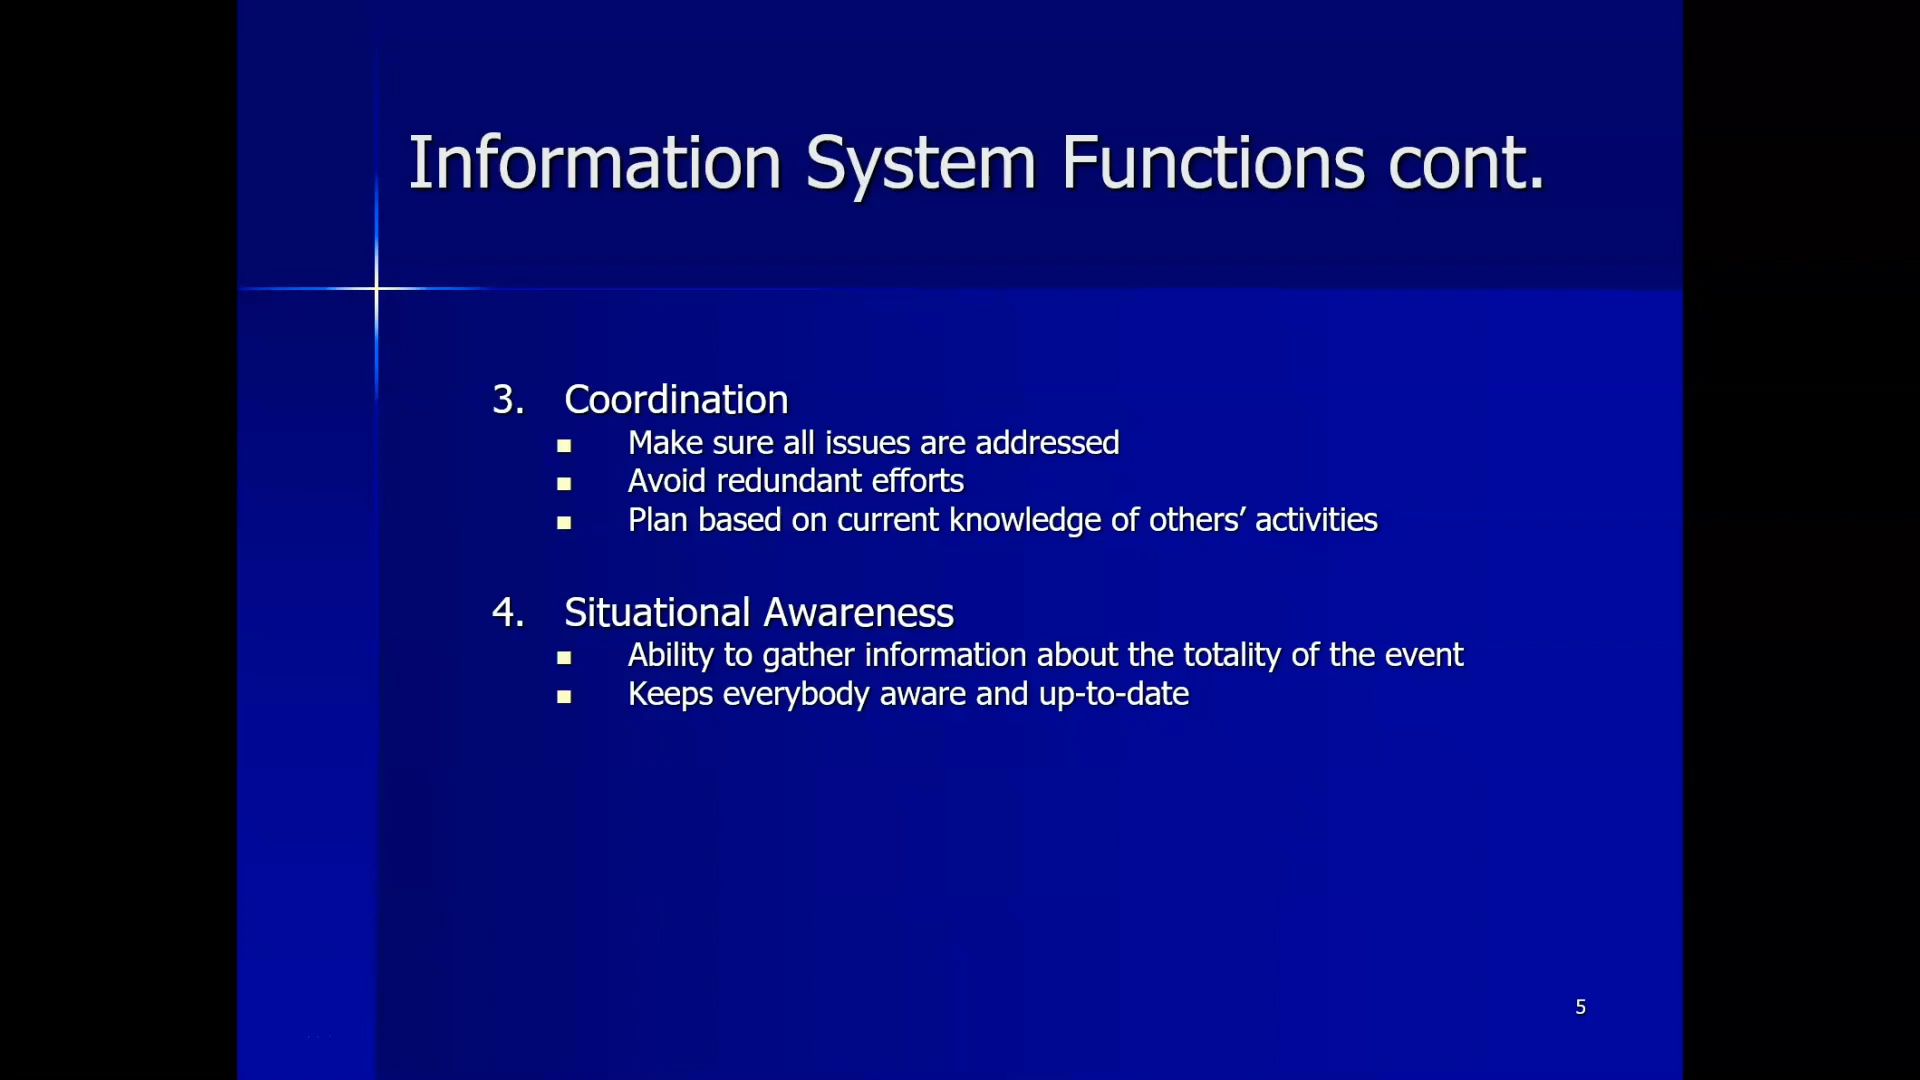 Information System Functions cont.
3. Coordination
■ Make sure all issues are addressed
■ Avoid redundant efforts
■ Plan based on current knowledge of others’ activities
4. Situational Awareness
■ Ability to gather information about the totality of the event
■ Keeps everybody aware and up-to-date
5